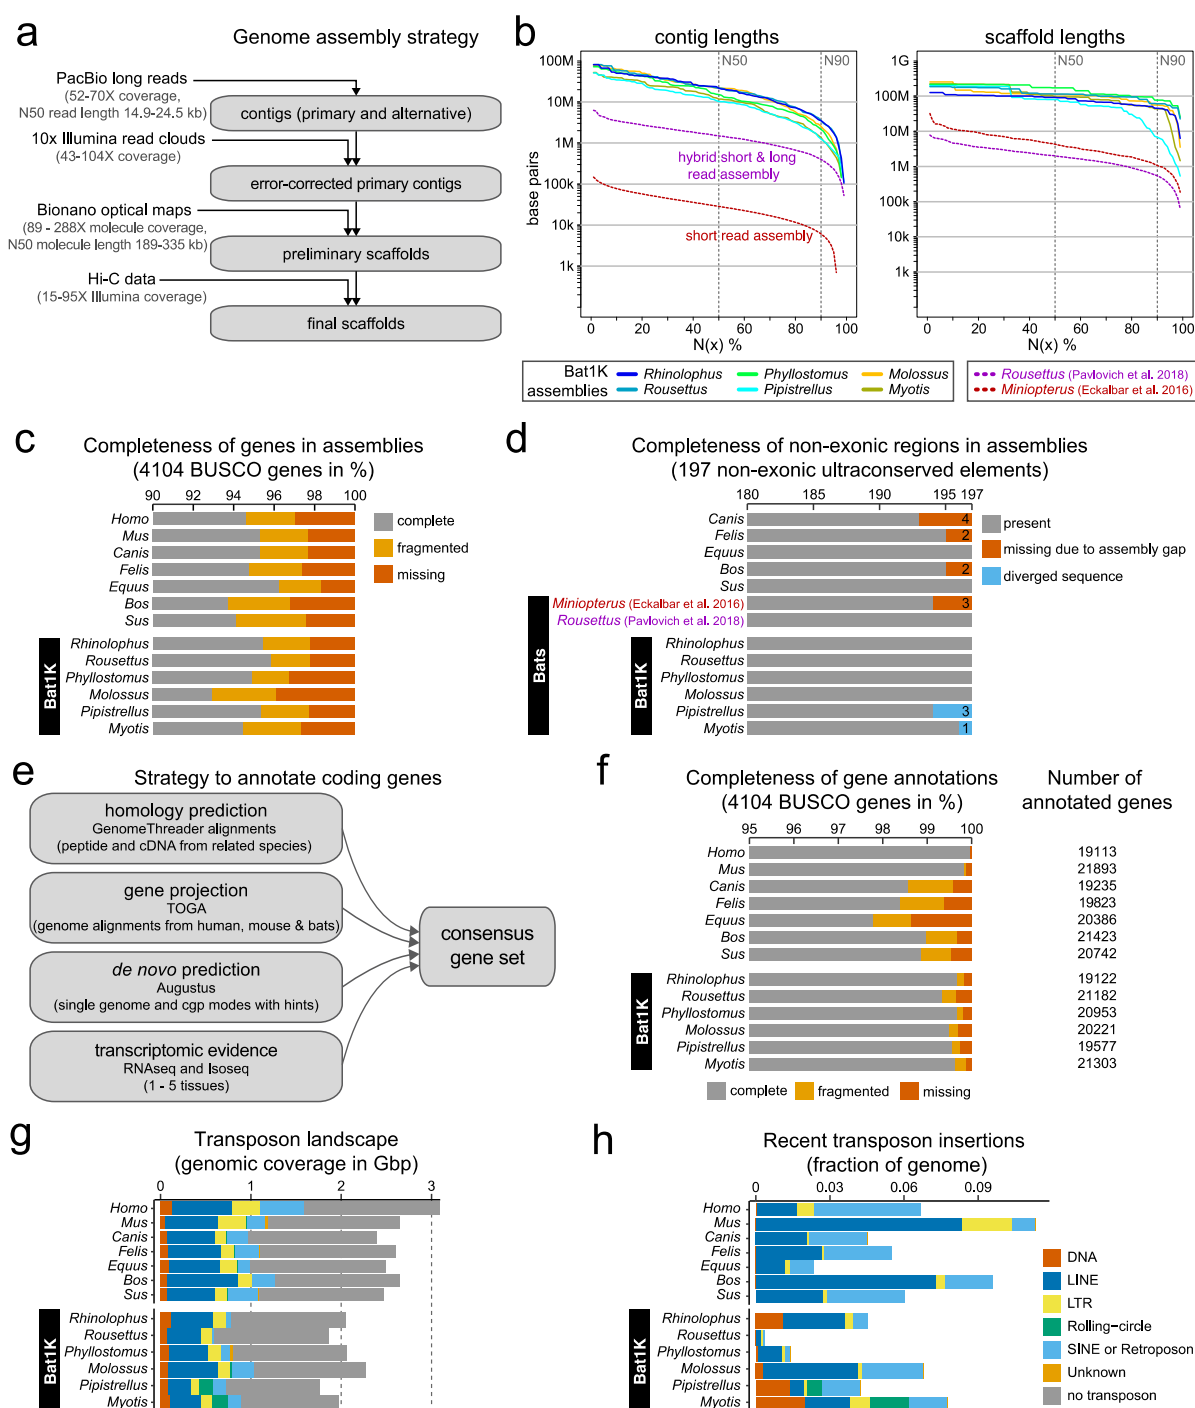 a
Genome assembly strategy
PacBio long reads
(52-70X coverage,
N50 read length 14.9-24.5 kb)
contigs (primary and alternative)
10x Illumina read clouds
(43-104X coverage)
error-corrected primary contigs
Bionano optical maps
(89 - 288X molecule coverage,
N50 molecule length 189-335 kb)
preliminary scaffolds
Hi-C data
(15-95X Illumina coverage)
final scaffolds
b
contig lengths
scaffold lengths
base pairs
100M
10M
1M
100k
10k
1k
N50
N90
hybrid short & long
read assembly
short read assembly
0 20 40 60 80 100
N(x) %
1G
100M
10M
1M
100k
10k
1k
N50
N90
0 20 40 60 80 100
N(x) %
Bat1K
assemblies
Rhinolophus
Phyllostomus
Molossus
Rousettus
Pipistrellus
Myotis
Rousettus (Pavlovich et al. 2018)
Miniopterus (Eckalbar et al. 2016)
c
Completeness of genes in assemblies
(4104 BUSCO genes in %)
90 92 94 96 98 100
Homo
Mus
Canis
Felis
Equus
Bos
Sus
Bat1K
Rhinolophus
Rousettus
Phyllostomus
Molossus
Pipistrellus
Myotis
complete
fragmented
missing
d
Completeness of non-exonic regions in assemblies
(197 non-exonic ultraconserved elements)
180 185 190 195 197
Canis 4
Felis 2
Equus
Bos 2
Sus
Miniopterus (Eckalbar et al. 2016) 3
Rousettus (Pavlovich et al. 2018)
Bats
Bat1K
Rhinolophus
Rousettus
Phyllostomus
Molossus
Pipistrellus 3
Myotis 1
present
missing due to assembly gap
diverged sequence
e
Strategy to annotate coding genes
homology prediction
GenomeThreader alignments
(peptide and cDNA from related species)
gene projection
TOGA
(genome alignments from human, mouse & bats)
de novo prediction
Augustus
(single genome and cgp modes with hints)
transcriptomic evidence
RNAseq and Isoseq
(1 - 5 tissues)
consensus
gene set
f
Completeness of gene annotations
(4104 BUSCO genes in %)
Number of
annotated genes
95 96 97 98 99 100
Homo 19113
Mus 21893
Canis 19235
Felis 19823
Equus 20386
Bos 21423
Sus 20742
Bat1K
Rhinolophus 19122
Rousettus 21182
Phyllostomus 20953
Molossus 20221
Pipistrellus 19577
Myotis 21303
complete
fragmented
missing
g
Transposon landscape
(genomic coverage in Gbp)
0 1 2 3
Homo
Mus
Canis
Felis
Equus
Bos
Sus
Bat1K
Rhinolophus
Rousettus
Phyllostomus
Molossus
Pipistrellus
Myotis
h
Recent transposon insertions
(fraction of genome)
0 0.03 0.06 0.09
Homo
Mus
Canis
Felis
Equus
Bos
Sus
Bat1K
Rhinolophus
Rousettus
Phyllostomus
Molossus
Pipistrellus
Myotis
DNA
LINE
LTR
Rolling−circle
SINE or Retroposon
Unknown
no transposon